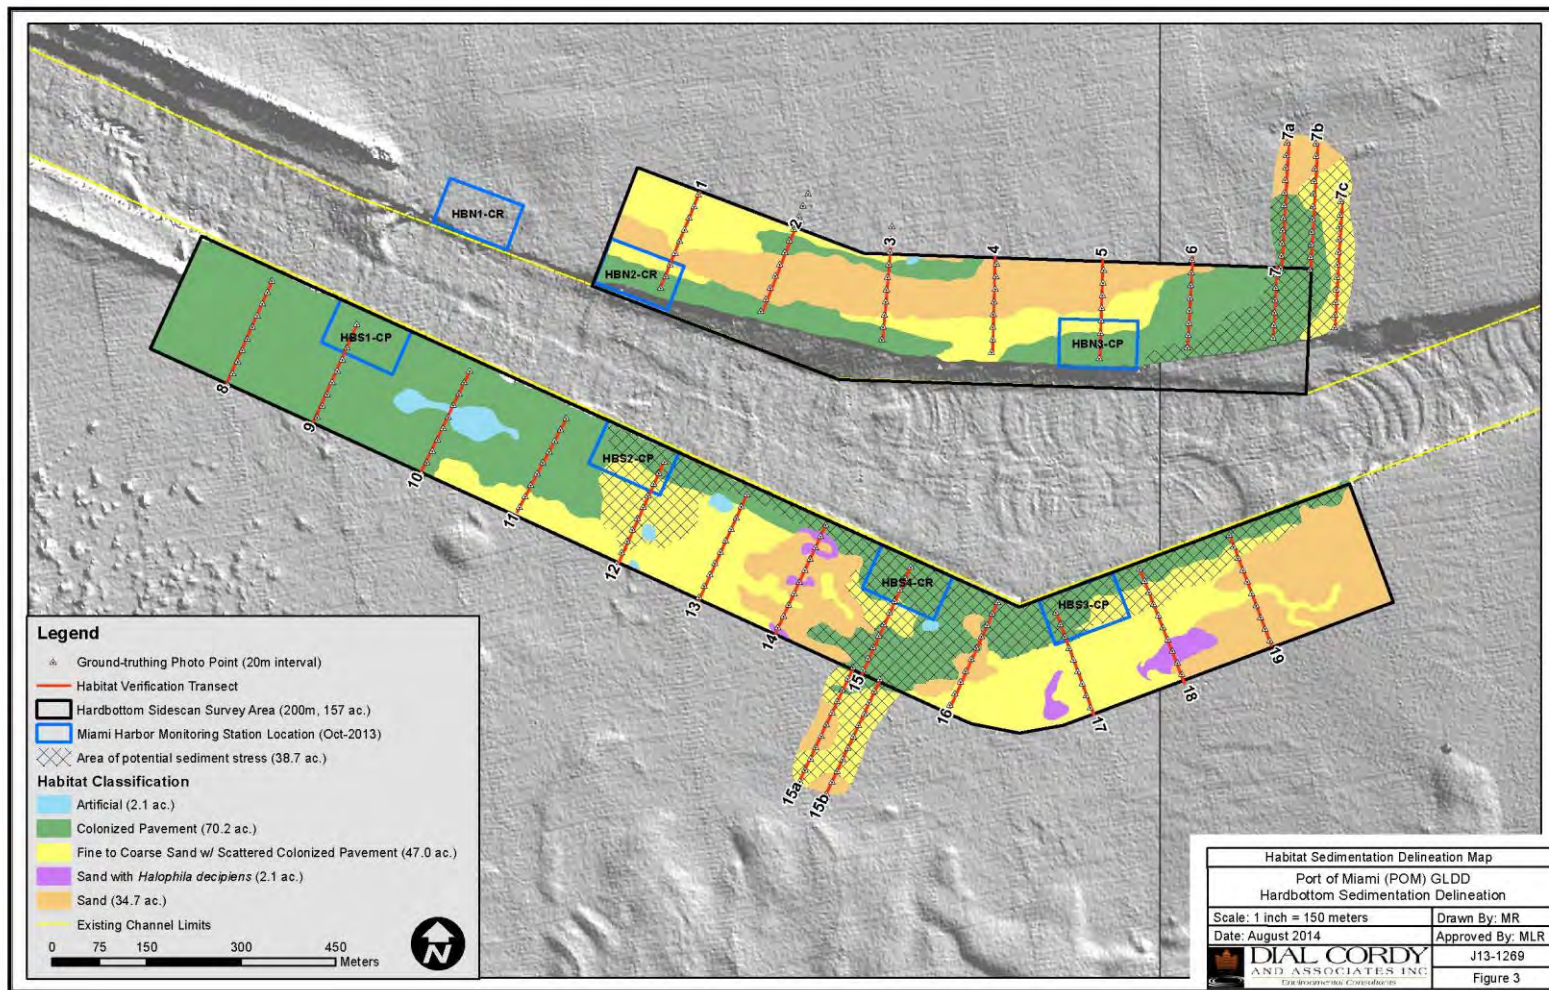 7a
7b
7c
1
2
3
4
5
6
7
HBN1-CR
HBN2-CR
HBN3-CP
HBS1-CP
HBS2-CP
HBS4-CR
HBS3-CP
8
9
10
11
12
13
14
15
16
17
18
19
15a
15b
Legend
Ground-truthing Photo Point (20m interval)
Habitat Verification Transect
Hardbottom Sidescan Survey Area (200m, 157 ac.)
Miami Harbor Monitoring Station Location (Oct-2013)
Area of potential sediment stress (38.7 ac.)
Habitat Classification
Artificial (2.1 ac.)
Colonized Pavement (70.2 ac.)
Fine to Coarse Sand w/ Scattered Colonized Pavement (47.0 ac.)
Sand with Halophila decipiens (2.1 ac.)
Sand (34.7 ac.)
Existing Channel Limits
0 75 150 300 450
Meters
N
Habitat Sedimentation Delineation Map
Port of Miami (POM) GLDD
Hardbottom Sedimentation Delineation
Scale: 1 inch = 150 meters
Drawn By: MR
Date: August 2014
Approved By: MLR
DIAL CORDY
AND ASSOCIATES INC
Environmental Consultants
J13-1269
Figure 3